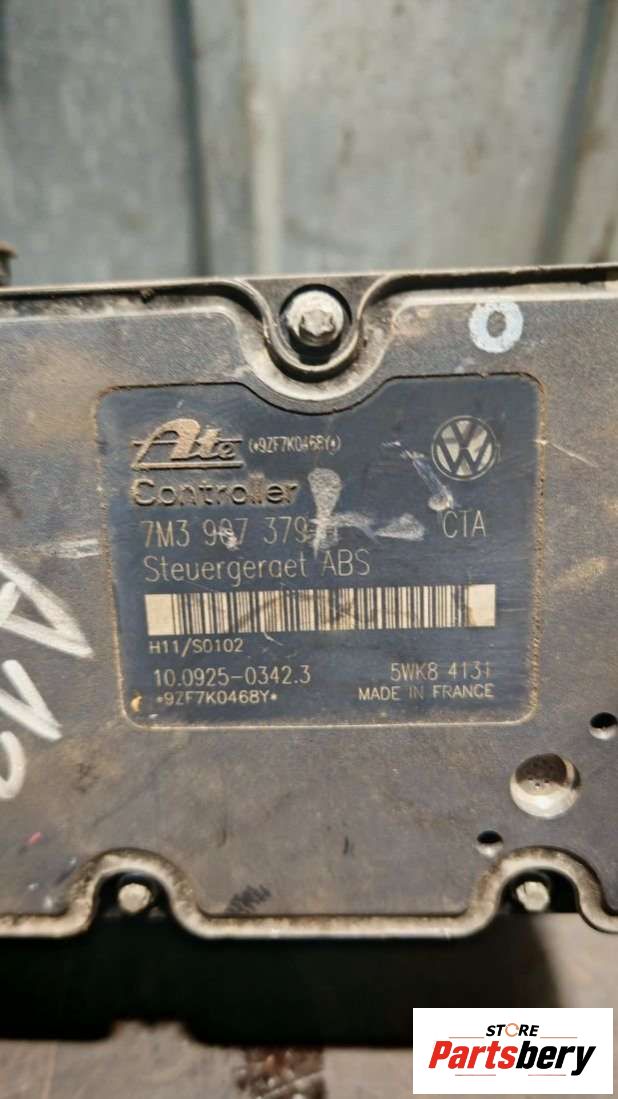 Ate (*9ZF7K0468Y*)
Controller
7M3 907 379 CTA
Steuergeraet ABS
H11/S0102
10.0925-0342.3 5WK8 4131
*9ZF7K0468Y* MADE IN FRANCE
STORE
Partsbery